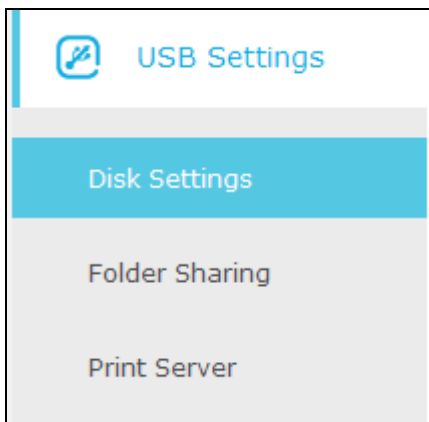 USB Settings
Disk Settings
Folder Sharing
Print Server